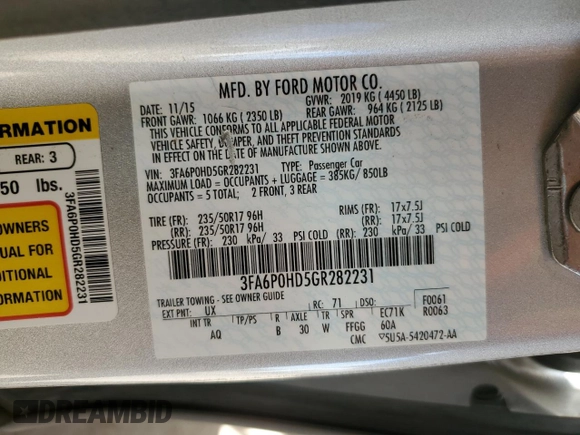 MFD. BY FORD MOTOR CO.
DATE: 11/15 GVWR: 2019 KG ( 4450 LB)
FRONT GAWR: 1066 KG ( 2350 LB) REAR GAWR: 964 KG ( 2125 LB)
THIS VEHICLE CONFORMS TO ALL APPLICABLE FEDERAL MOTOR
VEHICLE SAFETY, BUMPER, AND THEFT PREVENTION STANDARDS
IN EFFECT ON THE DATE OF MANUFACTURE SHOWN ABOVE.
VIN: 3FA6P0HD5GR282231 TYPE: Passenger Car
MAXIMUM LOAD = OCCUPANTS + LUGGAGE = 385KG/ 850LB
OCCUPANTS = 5 TOTAL; 2 FRONT, 3 REAR
TIRE (FR): 235/50R17 96H RIMS (FR): 17x7.5J
(RR): 235/50R17 96H (RR): 17x7.5J
PRESSURE (FR): 230 kPa/ 33 PSI COLD (RR): 230 kPa/ 33 PSI COLD
3FA6P0HD5GR282231
TRAILER TOWING - SEE OWNER GUIDE
EXT PNT: UX RC: 71 DSO: F0061
INT TR TP/PS R AXLE TR SPR EC71K R0063
AQ B 30 W FFGG 60A
CMC 5U5A-5420472-AA
ORMATION
REAR: 3
50 lbs.
OWNERS
UAL FOR
DITIONAL
FORMATION
3FA6P0HD5GR282231
DREAMBID